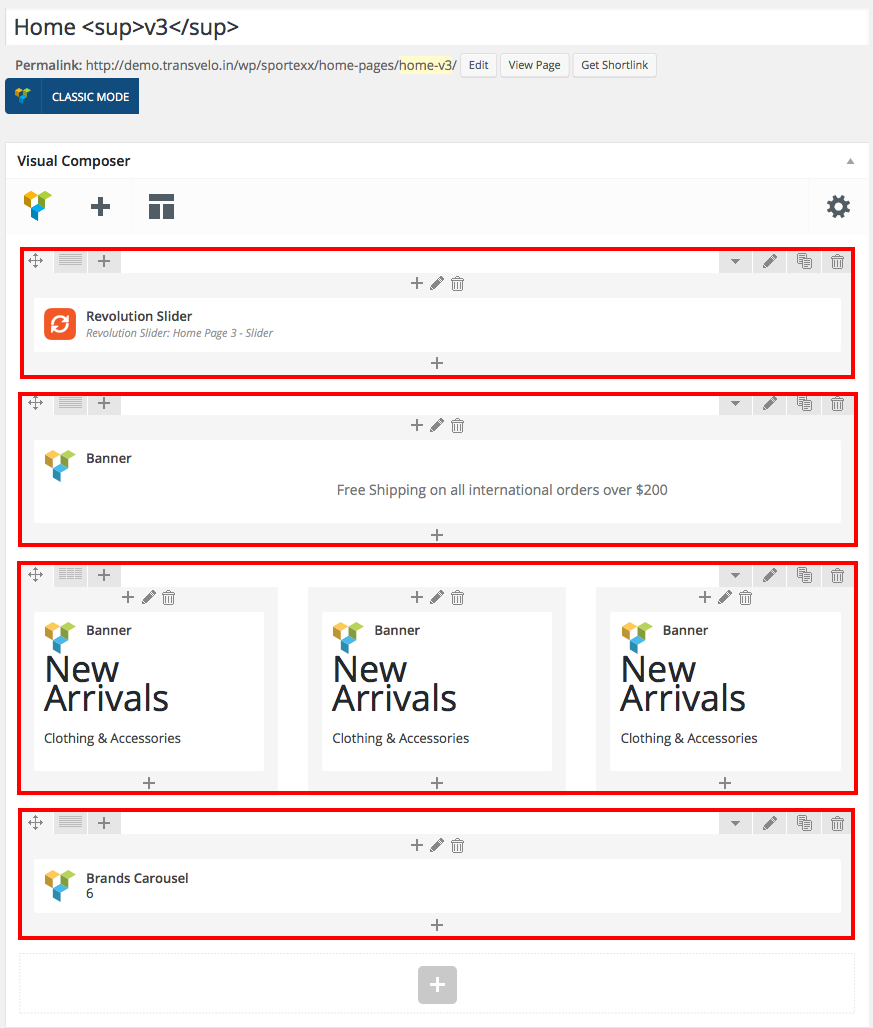 Home <sup>v3</sup>
Permalink: http://demo.transvelo.in/wp/sportexx/home-pages/home-v3/ Edit View Page Get Shortlink
CLASSIC MODE
Visual Composer
Revolution Slider
Revolution Slider: Home Page 3 - Slider
Banner
Free Shipping on all international orders over $200
Banner
New
Arrivals
Clothing & Accessories
Banner
New
Arrivals
Clothing & Accessories
Banner
New
Arrivals
Clothing & Accessories
Brands Carousel
6